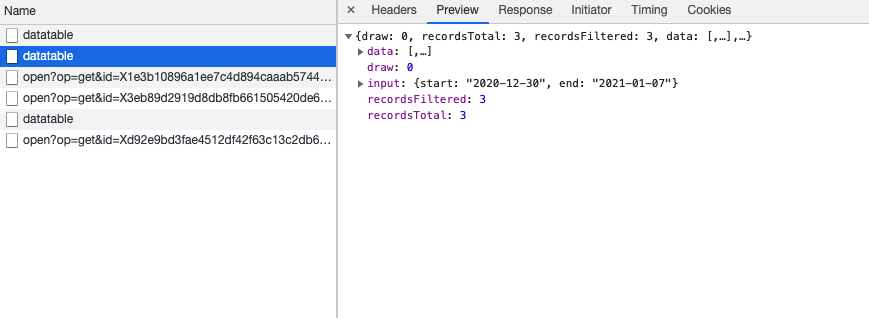 Name
datatable
datatable
open?op=get&id=X1e3b10896a1ee7c4d894caaab5744…
open?op=get&id=X3eb89d2919d8db8fb661505420de6…
datatable
open?op=get&id=Xd92e9bd3fae4512df42f63c13c2db6…
× Headers Preview Response Initiator Timing Cookies
{draw: 0, recordsTotal: 3, recordsFiltered: 3, data: [,…],…}
data: [,…]
draw: 0
input: {start: "2020-12-30", end: "2021-01-07"}
recordsFiltered: 3
recordsTotal: 3